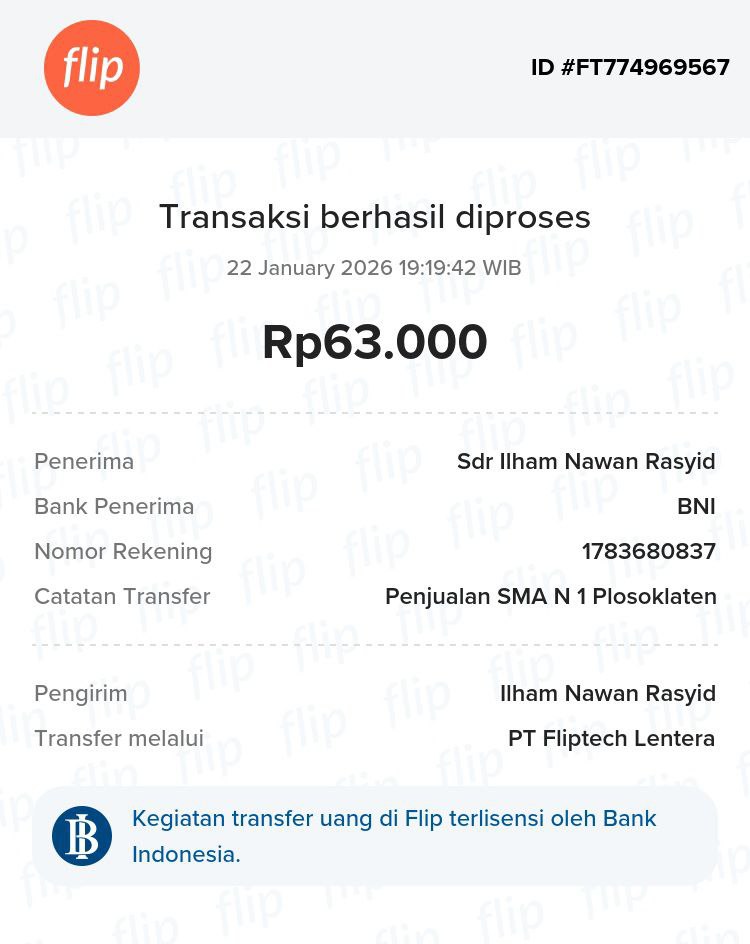 flip
ID #FT774969567
Transaksi berhasil diproses
22 January 2026 19:19:42 WIB
Rp63.000
Penerima Sdr Ilham Nawan Rasyid
Bank Penerima BNI
Nomor Rekening 1783680837
Catatan Transfer Penjualan SMA N 1 Plosoklaten
Pengirim Ilham Nawan Rasyid
Transfer melalui PT Fliptech Lentera
Kegiatan transfer uang di Flip terlisensi oleh Bank
Indonesia.